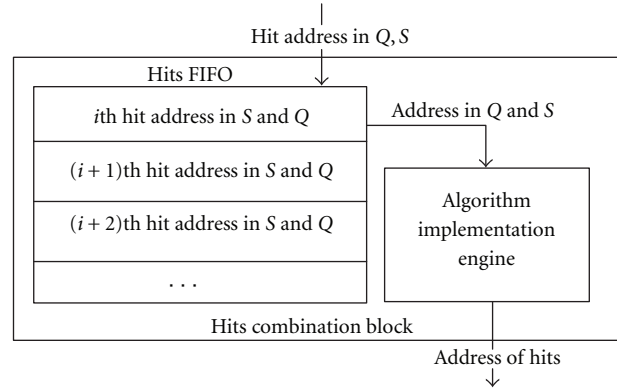 Hit address in Q, S
Hits FIFO
ith hit address in S and Q
Address in Q and S
(i + 1)th hit address in S and Q
(i + 2)th hit address in S and Q
. . .
Algorithm
implementation
engine
Hits combination block
Address of hits